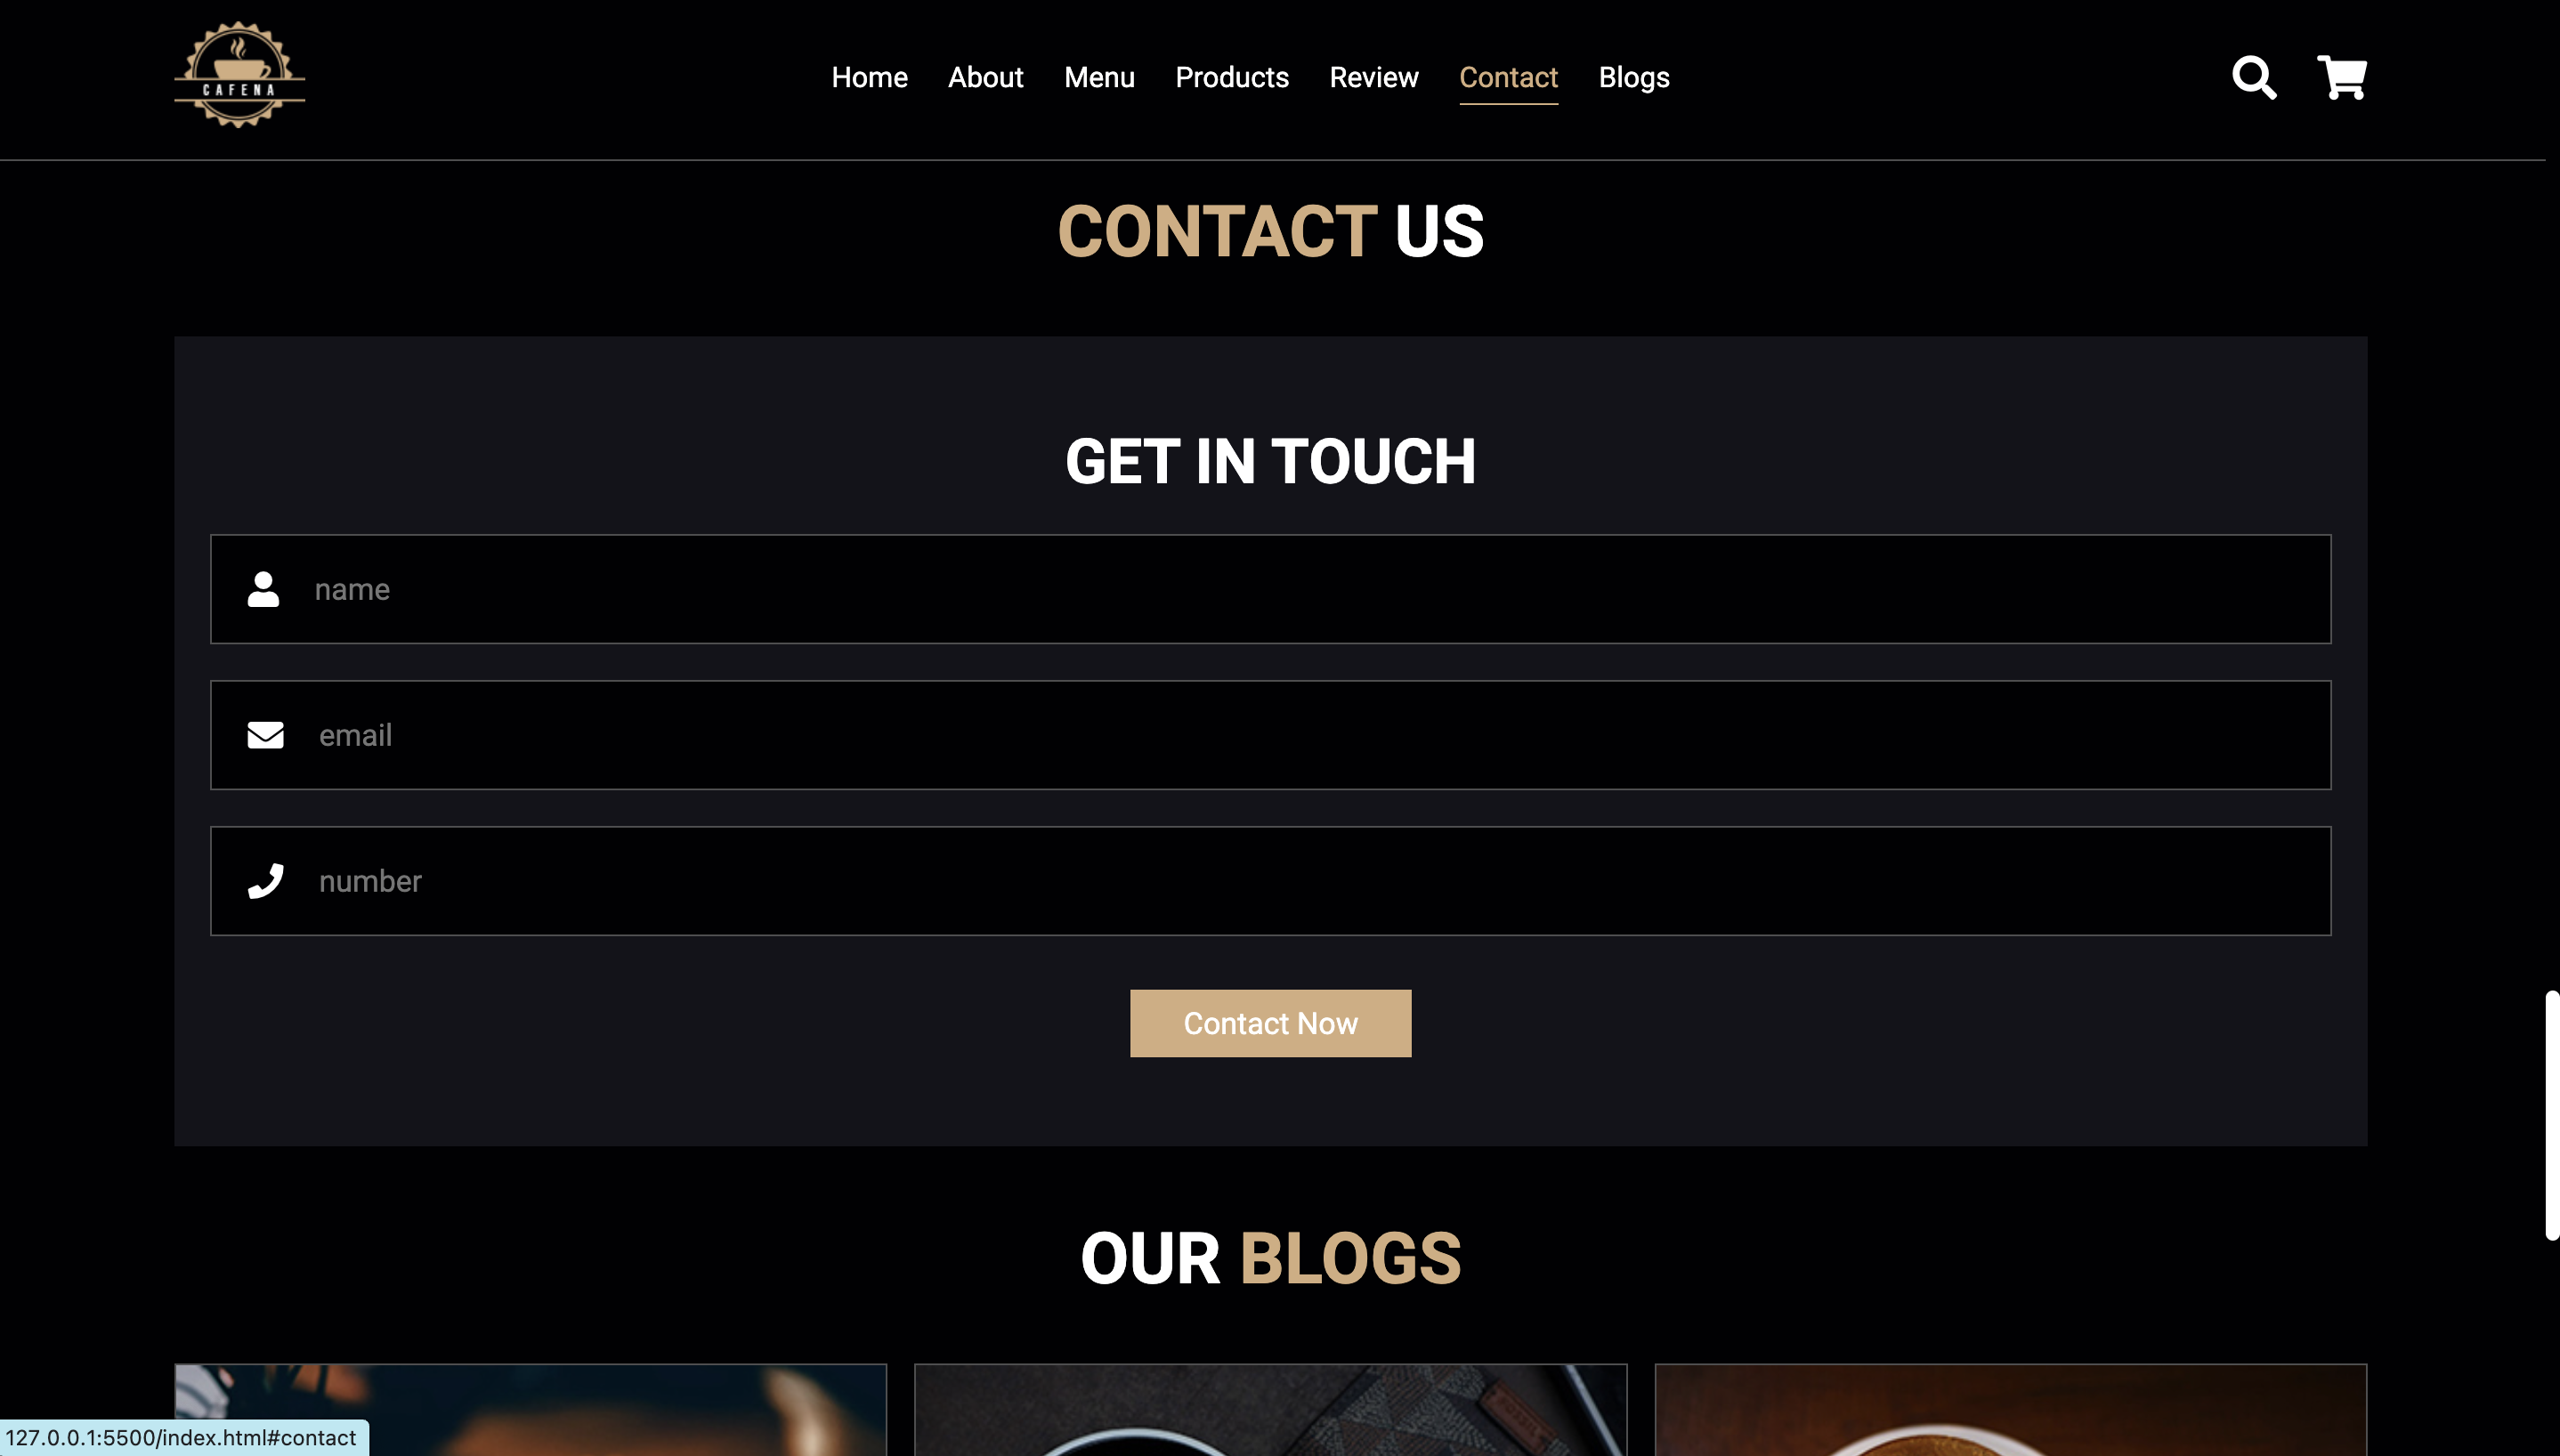 CAFENA
Home About Menu Products Review Contact Blogs
CONTACT US
GET IN TOUCH
name
email
number
Contact Now
OUR BLOGS
127.0.0.1:5500/index.html#contact